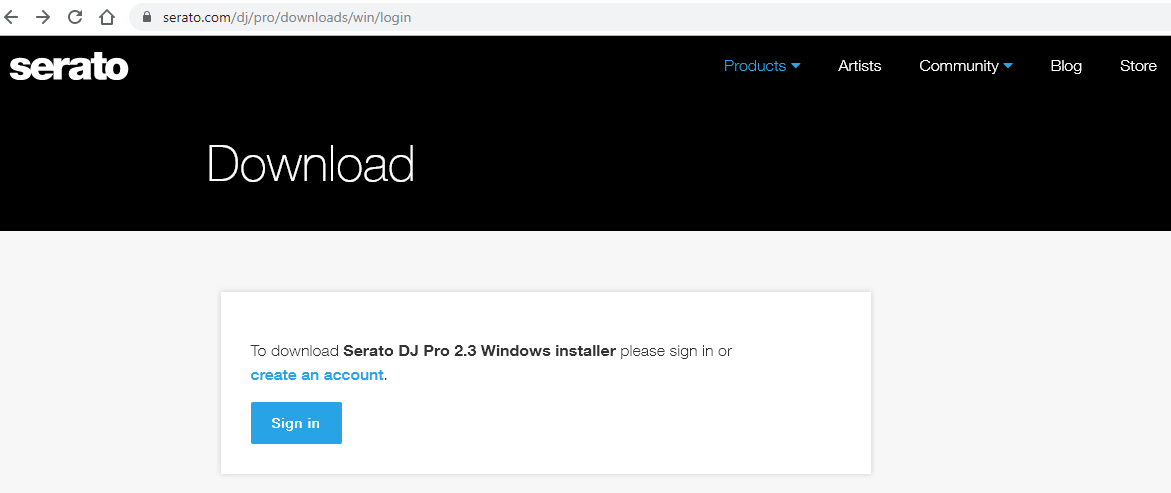 serato.com/dj/pro/downloads/win/login
serato
Products Artists Community Blog Store
Download
To download Serato DJ Pro 2.3 Windows installer please sign in or
create an account.
Sign in